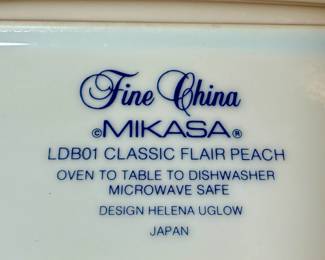 Fine China
©MIKASA®
LDB01 CLASSIC FLAIR PEACH
OVEN TO TABLE TO DISHWASHER
MICROWAVE SAFE
DESIGN HELENA UGLOW
JAPAN